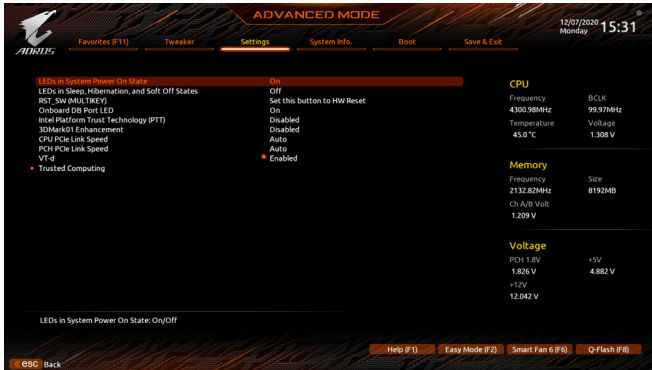 ADVANCED MODE
12/07/2020 Monday 15:31
AORUS
Favorites (F11) Tweaker Settings System Info. Boot Save & Exit
LEDs in System Power On State On
LEDs in Sleep, Hibernation, and Soft Off States Off
RST_SW (MULTIKEY) Set this button to HW Reset
Onboard DB Port LED On
Intel Platform Trust Technology (PTT) Disabled
3DMark01 Enhancement Disabled
CPU PCIe Link Speed Auto
PCH PCIe Link Speed Auto
VT-d Enabled
Trusted Computing
CPU
Frequency BCLK
4300.98MHz 99.97MHz
Temperature Voltage
45.0 °C 1.308 V
Memory
Frequency Size
2132.82MHz 8192MB
Ch A/B Volt
1.209 V
Voltage
PCH 1.8V +5V
1.826 V 4.882 V
+12V
12.042 V
LEDs in System Power On State: On/Off
Help (F1) Easy Mode (F2) Smart Fan 6 (F6) Q-Flash (F8)
esc Back